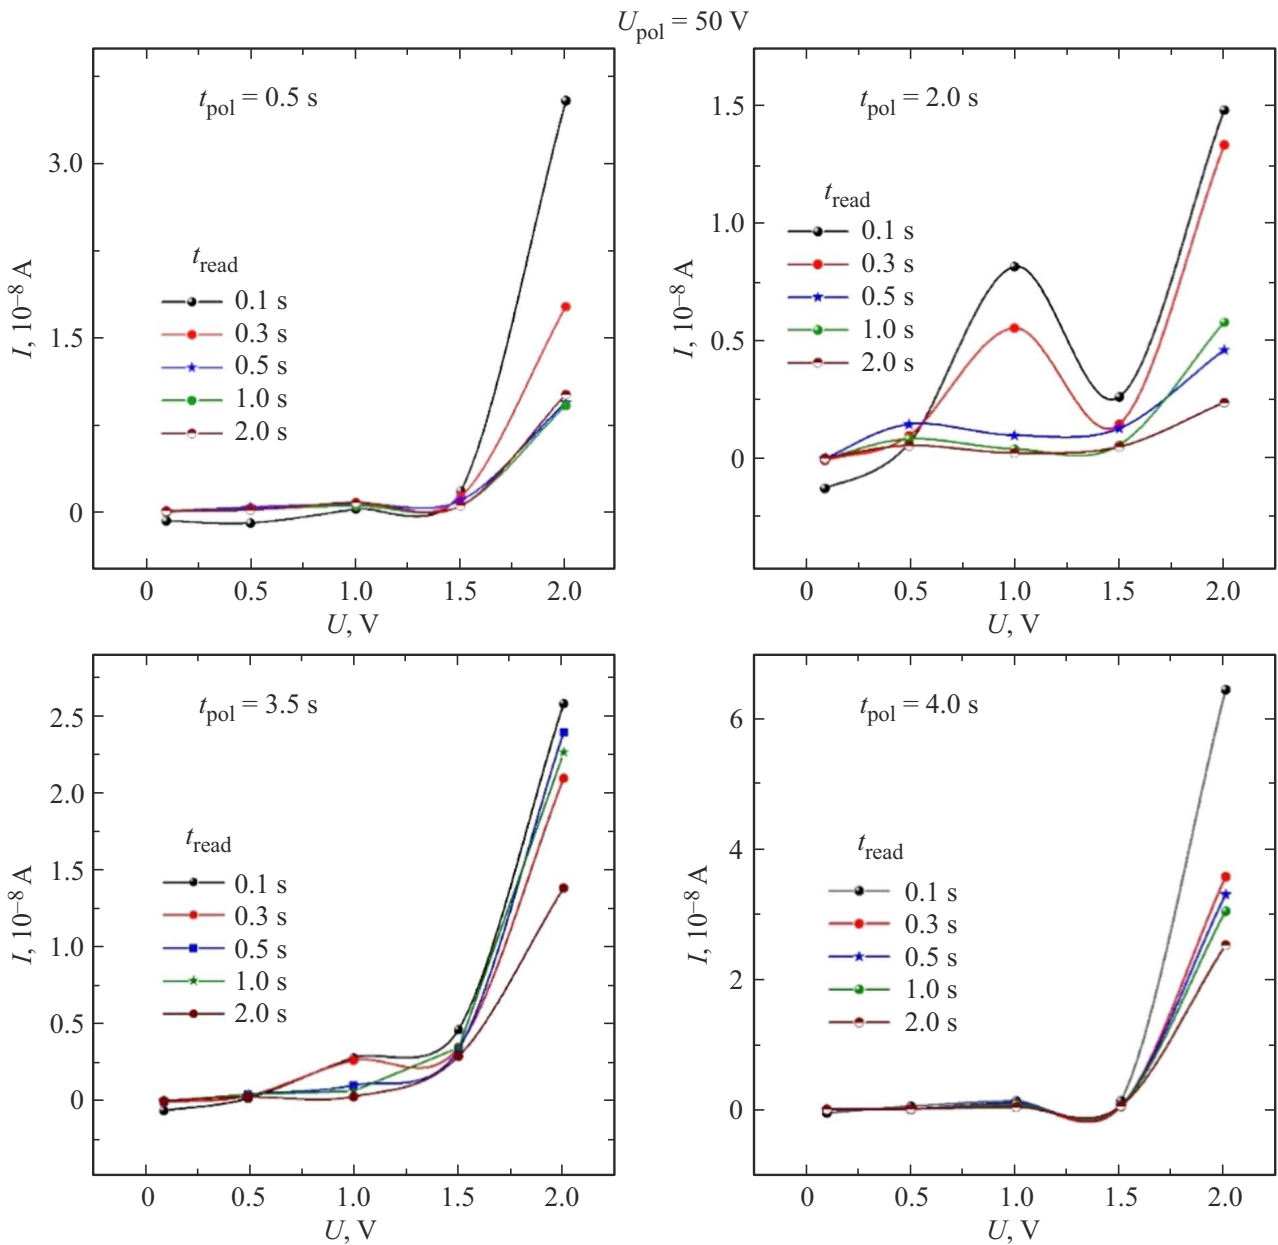 U_pol = 50 V
t_pol = 0.5 s
I, 10^–8 A
3.0
1.5
0
t_read
0.1 s
0.3 s
0.5 s
1.0 s
2.0 s
0 0.5 1.0 1.5 2.0
U, V
t_pol = 2.0 s
I, 10^–8 A
1.5
1.0
0.5
0
t_read
0.1 s
0.3 s
0.5 s
1.0 s
2.0 s
0 0.5 1.0 1.5 2.0
U, V
t_pol = 3.5 s
I, 10^–8 A
2.5
2.0
1.5
1.0
0.5
0
t_read
0.1 s
0.3 s
0.5 s
1.0 s
2.0 s
0 0.5 1.0 1.5 2.0
U, V
t_pol = 4.0 s
I, 10^–8 A
6
4
2
0
t_read
0.1 s
0.3 s
0.5 s
1.0 s
2.0 s
0 0.5 1.0 1.5 2.0
U, V